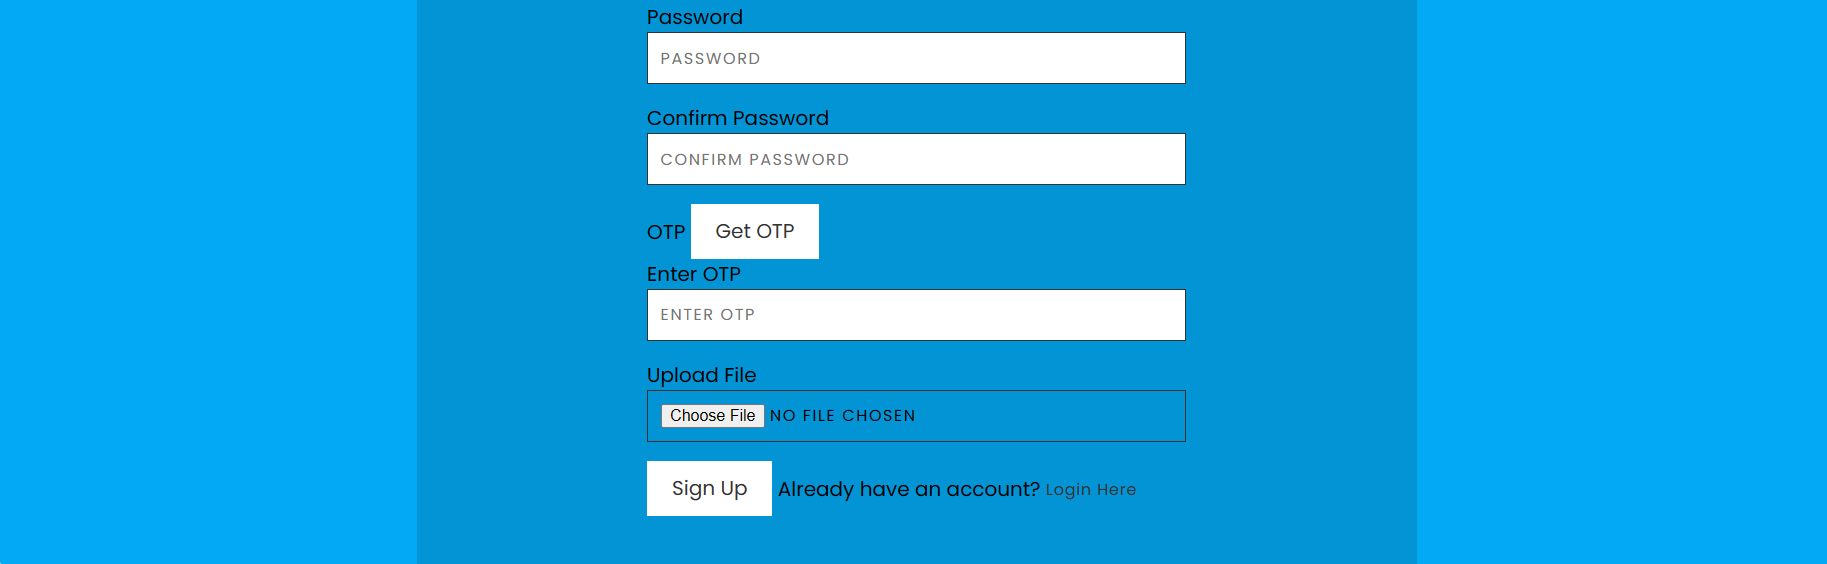 Password
PASSWORD
Confirm Password
CONFIRM PASSWORD
OTP Get OTP
Enter OTP
ENTER OTP
Upload File
Choose File NO FILE CHOSEN
Sign Up Already have an account? Login Here